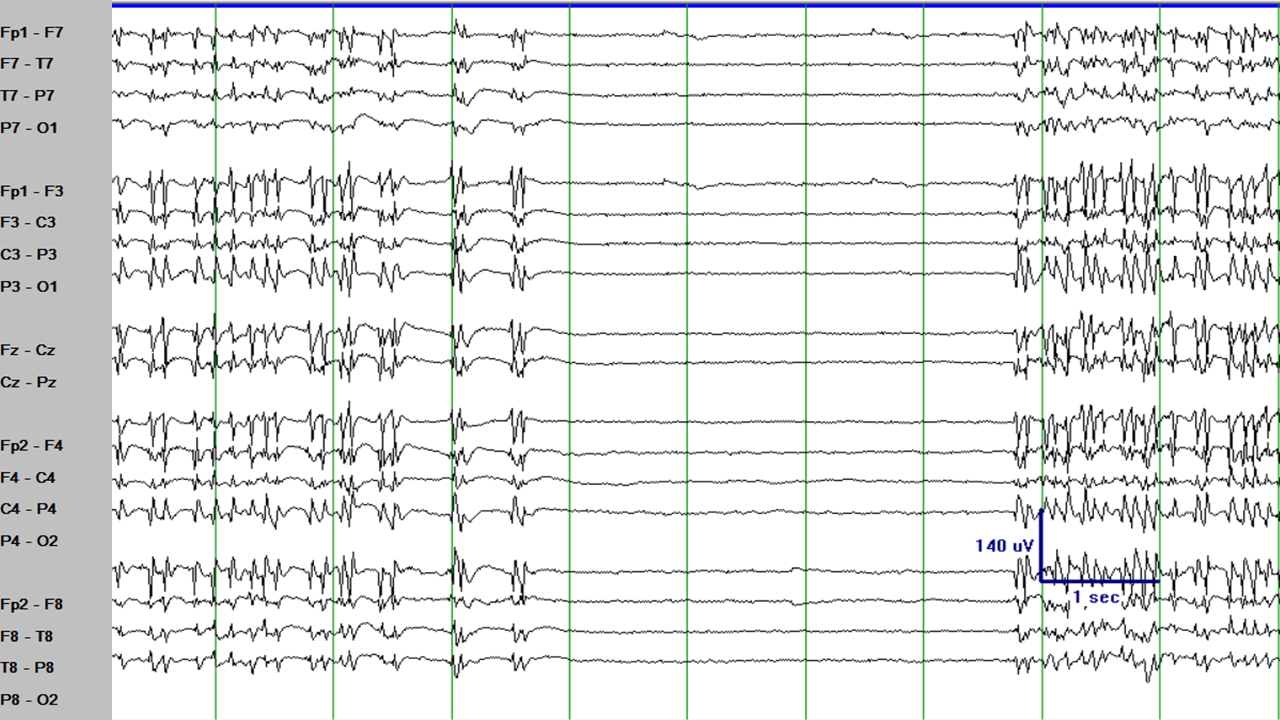 Fp1 - F7
F7 - T7
T7 - P7
P7 - O1
Fp1 - F3
F3 - C3
C3 - P3
P3 - O1
Fz - Cz
Cz - Pz
Fp2 - F4
F4 - C4
C4 - P4
P4 - O2
140 uV
1 sec
Fp2 - F8
F8 - T8
T8 - P8
P8 - O2